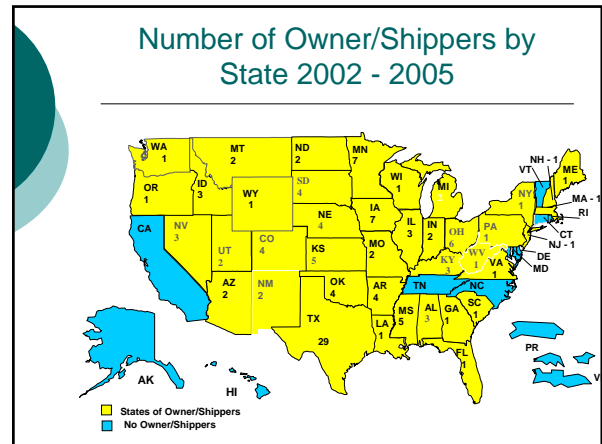 Number of Owner/Shippers by
State 2002 - 2005
WA
1
MT
2
ND
2
MN
7
NH - 1
VT
ME
1
OR
1
ID
3
SD
4
WI
1
MI
NY
1
MA - 1
RI
WY
1
CT
NJ - 1
DE
MD
CA
NV
3
UT
2
CO
4
NE
4
IA
7
IL
3
IN
2
OH
6
PA
1
KS
5
MO
2
KY
3
WV
1
VA
1
AZ
2
NM
2
OK
4
AR
4
TN
NC
SC
1
TX
29
LA
1
MS
5
AL
3
GA
1
FL
1
AK
HI
PR
V
States of Owner/Shippers
No Owner/Shippers